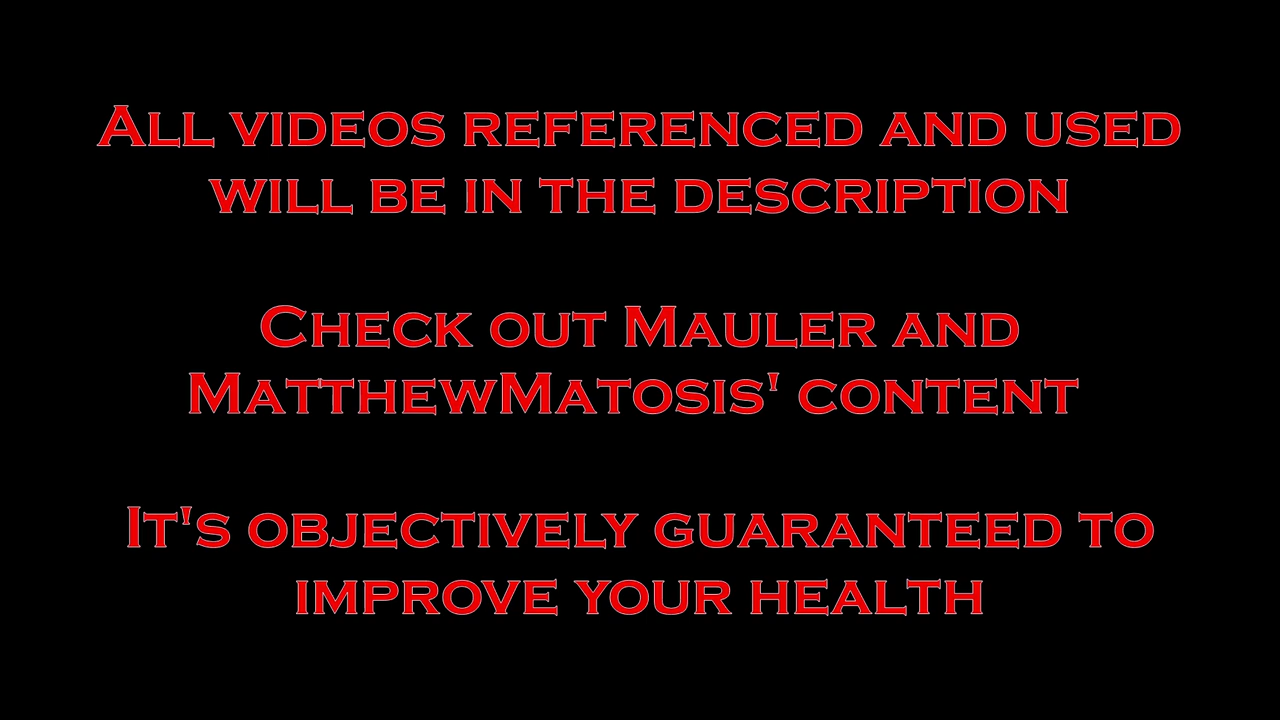 All videos referenced and used
will be in the description
Check out Mauler and
MatthewMatosis' content
It's objectively guaranteed to
improve your health